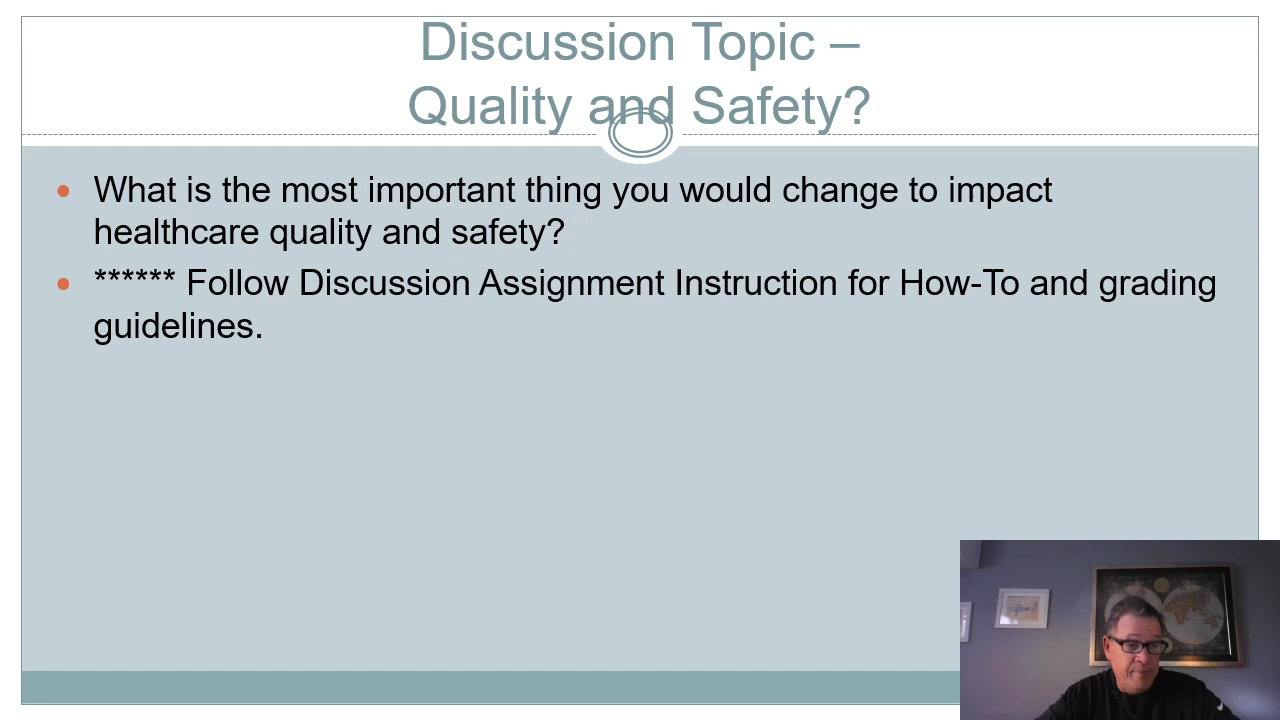 Discussion Topic –
Quality and Safety?
What is the most important thing you would change to impact
healthcare quality and safety?
****** Follow Discussion Assignment Instruction for How-To and grading
guidelines.